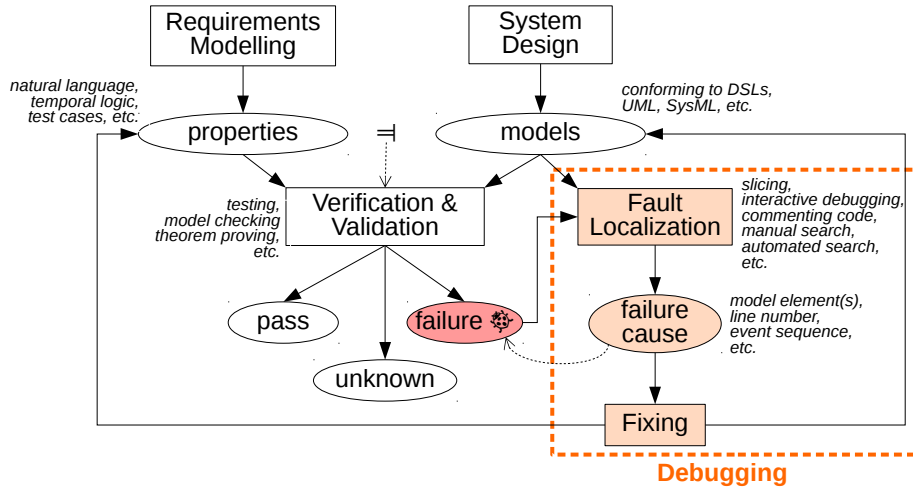 Requirements
Modelling
System
Design
natural language,
temporal logic,
test cases, etc.
conforming to DSLs,
UML, SysML, etc.
properties
⊨
models
testing,
model checking
theorem proving,
etc.
Verification &
Validation
Fault
Localization
slicing,
interactive debugging,
commenting code,
manual search,
automated search,
etc.
pass
failure
unknown
failure
cause
model element(s),
line number,
event sequence,
etc.
Fixing
Debugging